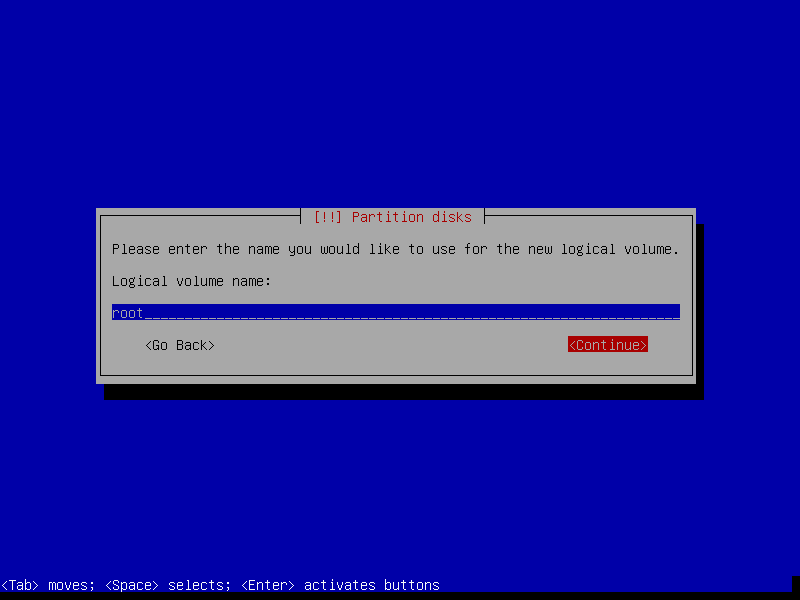 [!!] Partition disks
Please enter the name you would like to use for the new logical volume.
Logical volume name:
root
<Go Back> <Continue>
<Tab> moves; <Space> selects; <Enter> activates buttons